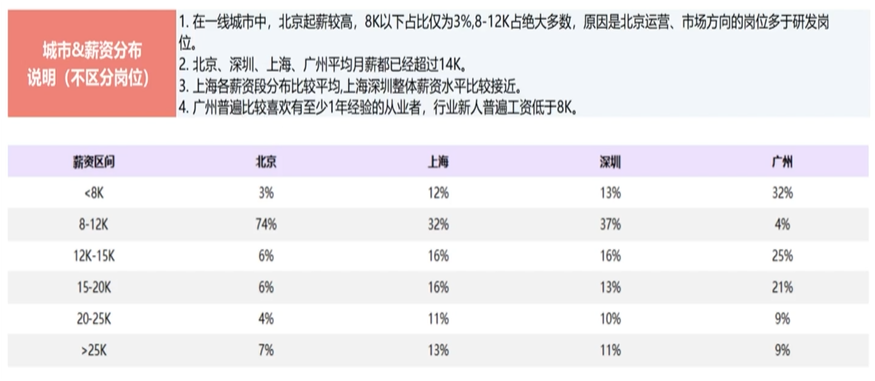 城市&薪资分布
说明（不区分岗位）
1. 在一线城市中，北京起薪较高，8K以下占比仅为3%,8-12K占绝大多数，原因是北京运营、市场方向的岗位多于研发岗
位。
2. 北京、深圳、上海、广州平均月薪都已经超过14K。
3. 上海各薪资段分布比较平均,上海深圳整体薪资水平比较接近。
4. 广州普遍比较喜欢有至少1年经验的从业者，行业新人普遍工资低于8K。
薪资区间 北京 上海 深圳 广州
<8K 3% 12% 13% 32%
8-12K 74% 32% 37% 4%
12K-15K 6% 16% 16% 25%
15-20K 6% 16% 13% 21%
20-25K 4% 11% 10% 9%
>25K 7% 13% 11% 9%